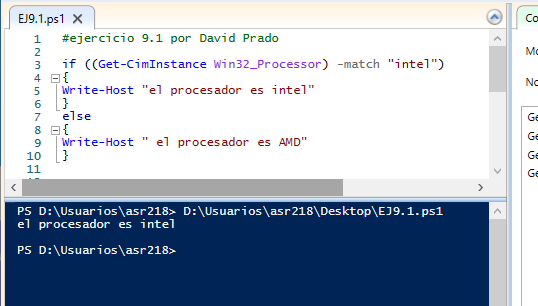 EJ9.1.ps1 X
Co
1 #ejercicio 9.1 por David Prado
2
3 if ((Get-CimInstance Win32_Processor) -match "intel")
4 {
5 Write-Host "el procesador es intel"
6 }
7 else
8 {
9 Write-Host " el procesador es AMD"
10 }
11
Mo
No
Ge
Ge
Ge
Ge
PS D:\Usuarios\asr218> D:\Usuarios\asr218\Desktop\EJ9.1.ps1
el procesador es intel
PS D:\Usuarios\asr218>